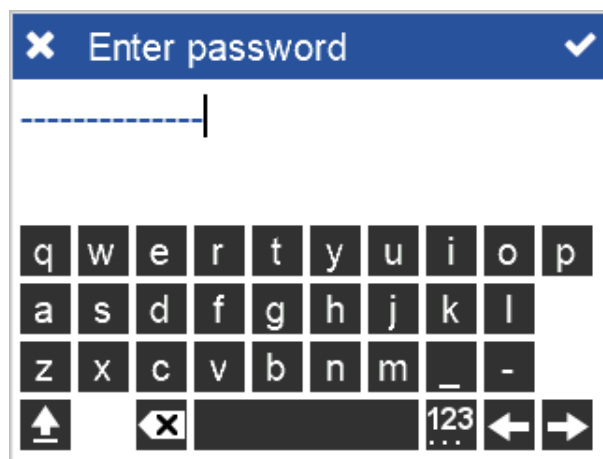 Enter password
--------------
q w e r t y u i o p
a s d f g h j k l
z x c v b n m _ -
123
...